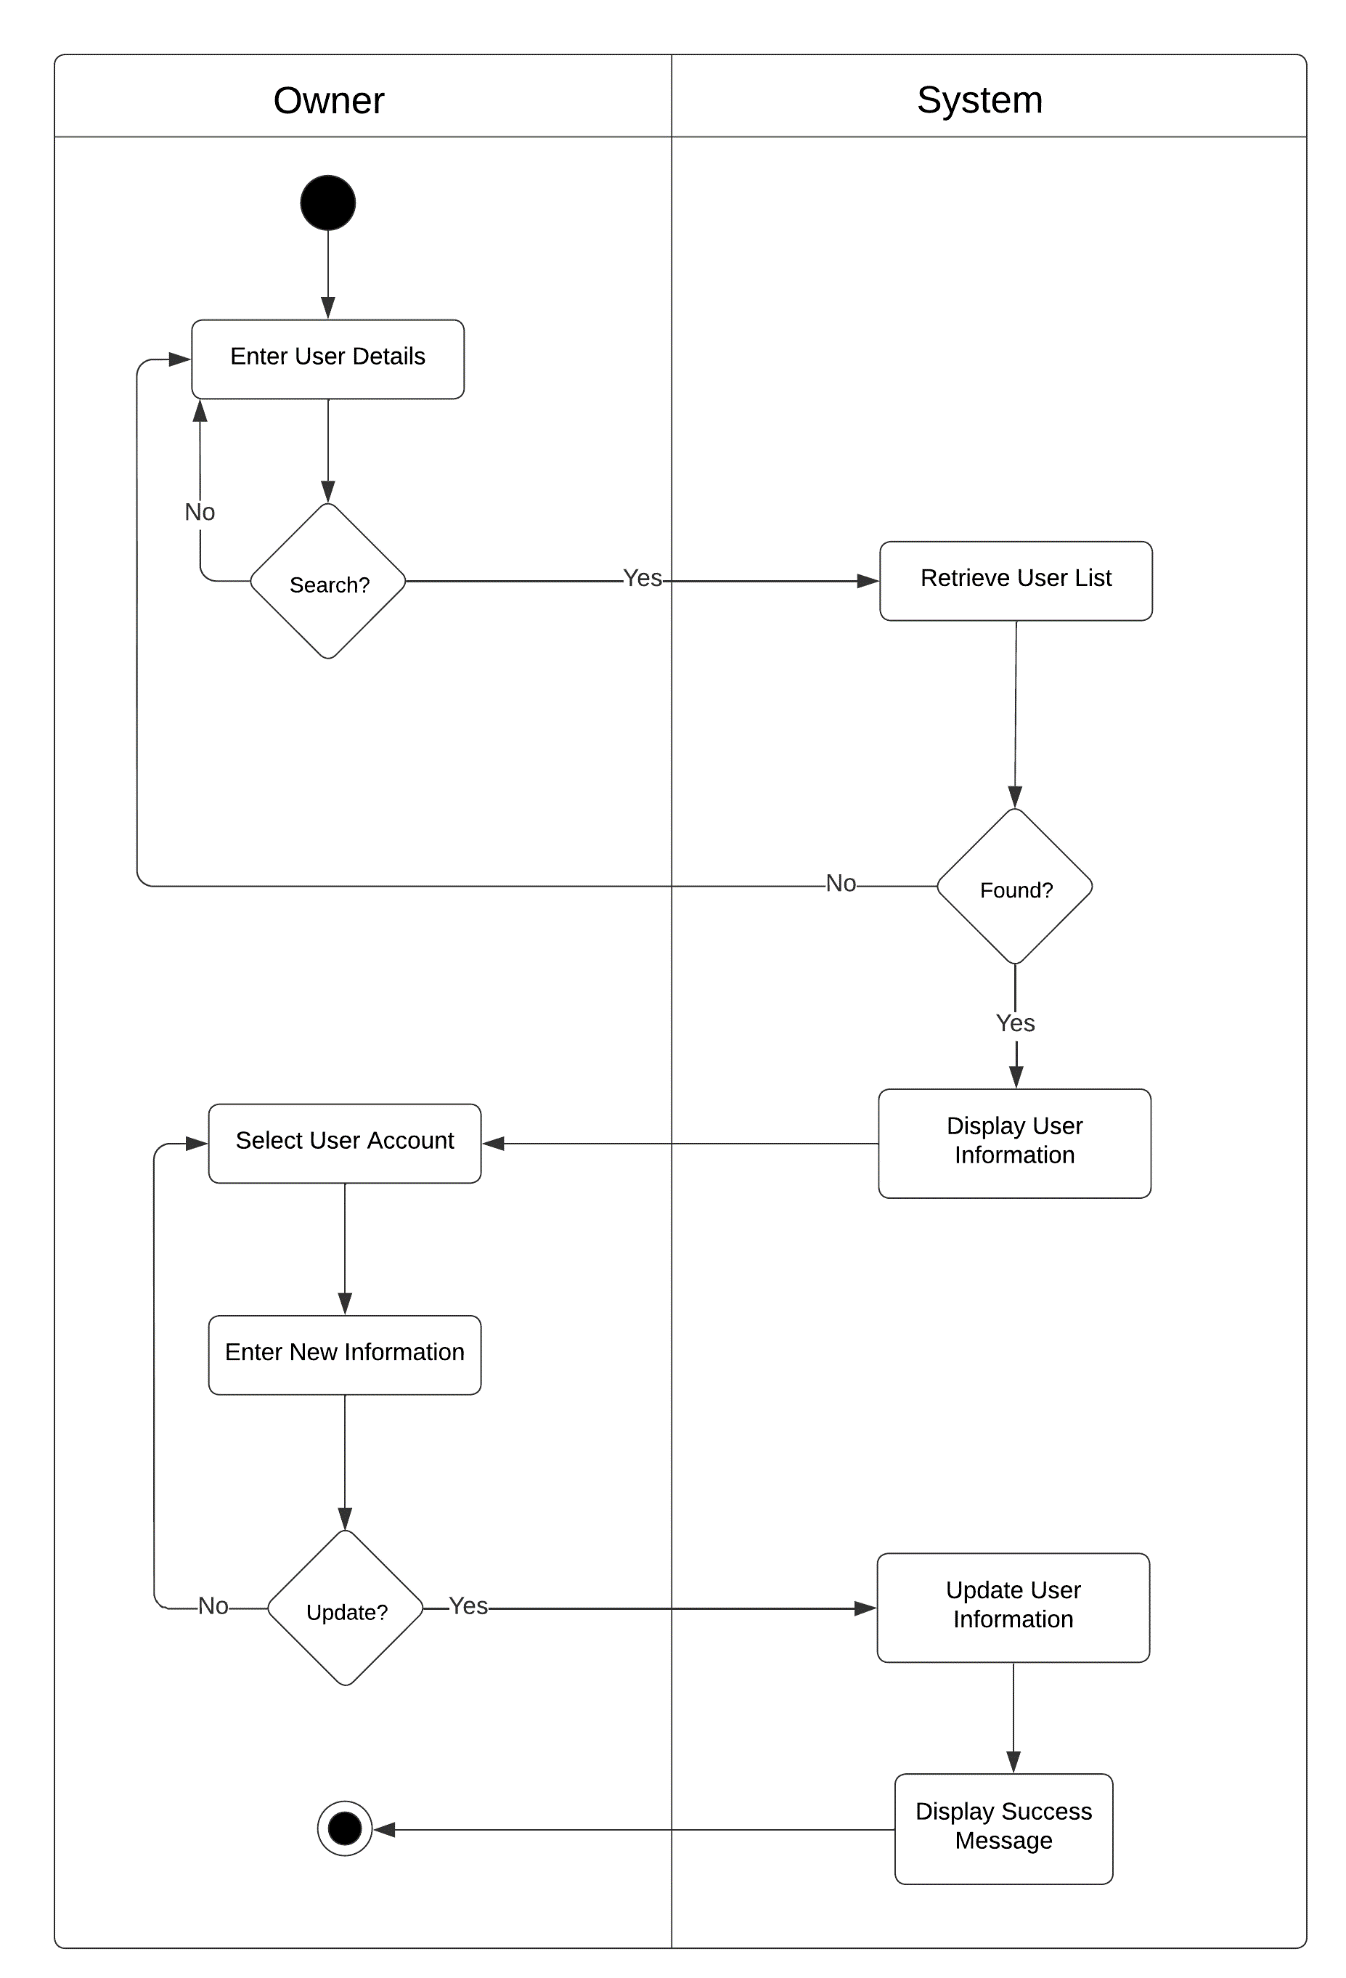 Owner
System
Enter User Details
No
Search?
Yes
Retrieve User List
No
Found?
Yes
Select User Account
Display User
Information
Enter New Information
No
Update?
Yes
Update User
Information
Display Success
Message